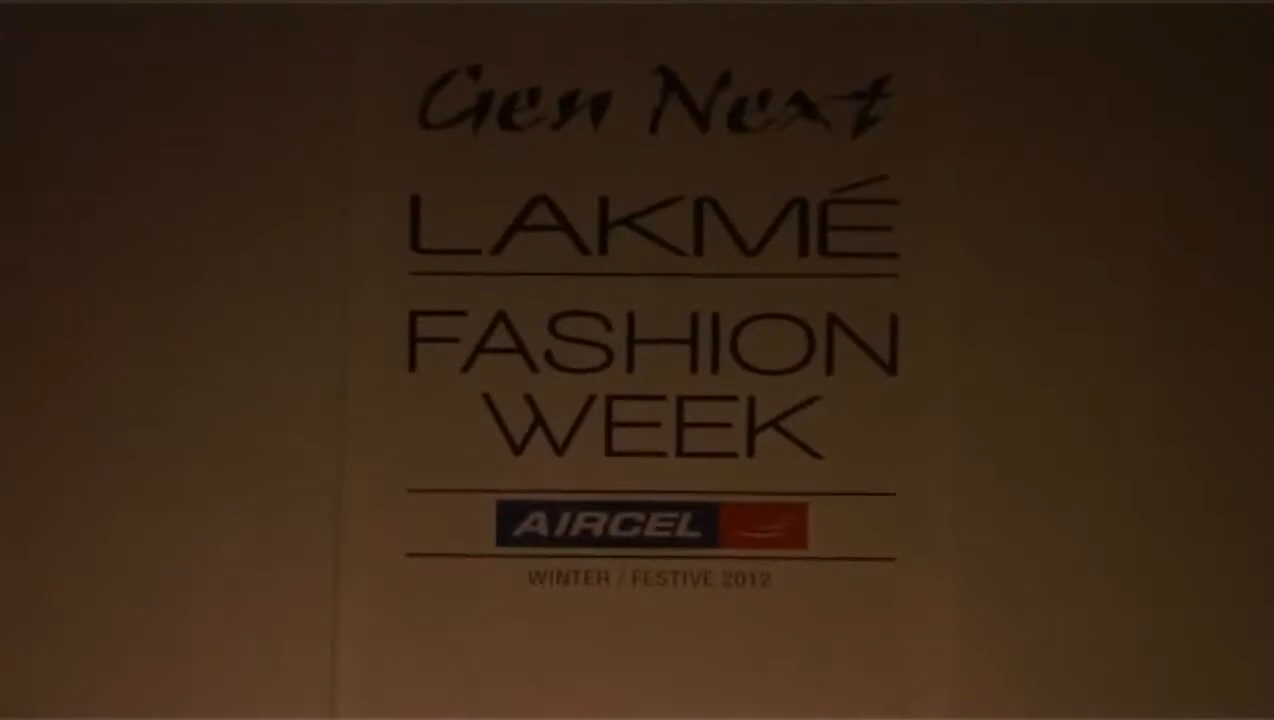 Gen Next
LAKMÉ
FASHION
WEEK
AIRCEL
WINTER / FESTIVE 2012